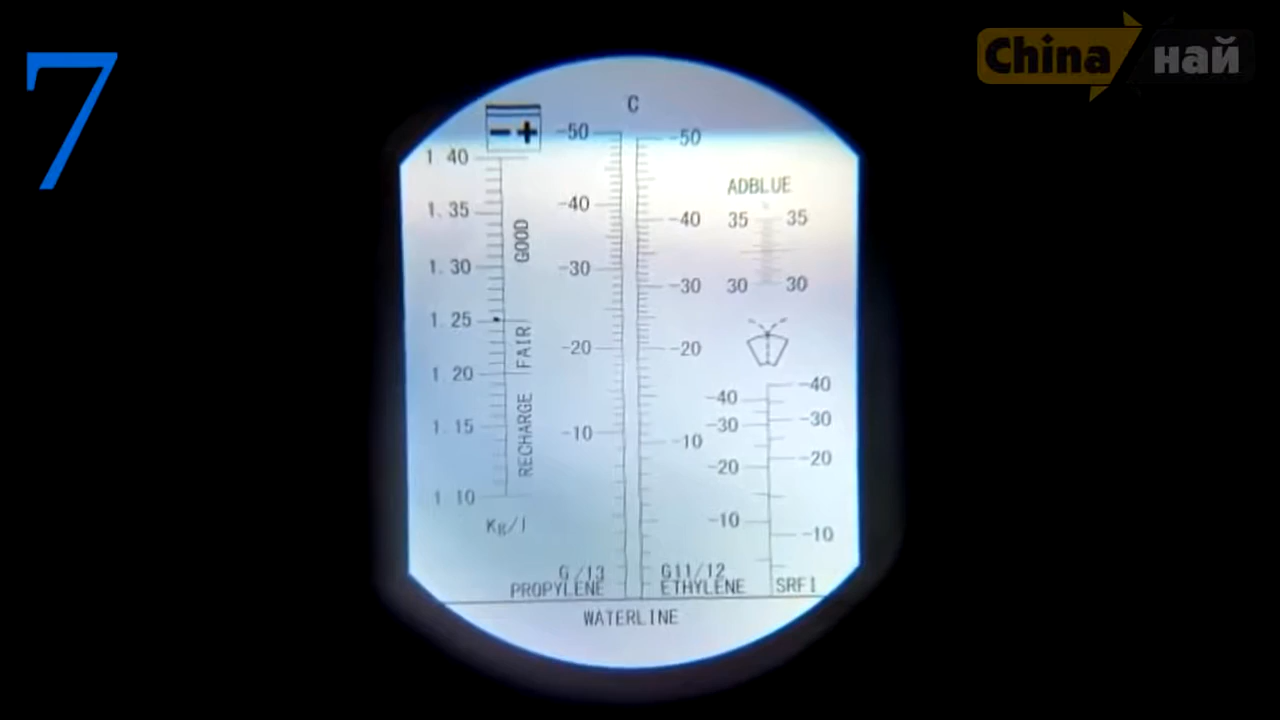 7
China най
C
- +
-50 -50
1.40
ADBLUE
-40 -40 35 35
1.35
GOOD
-30 -30 30 30
1.30
1.25
FAIR
-20 -20
1.20
-40 -40
-30 -30
RECHARGE
1.15
-10 -10
-20 -20
1.10
-10 -10
Kg/l
G /13 G11/12
PROPYLENE ETHYLENE SRF1
WATERLINE